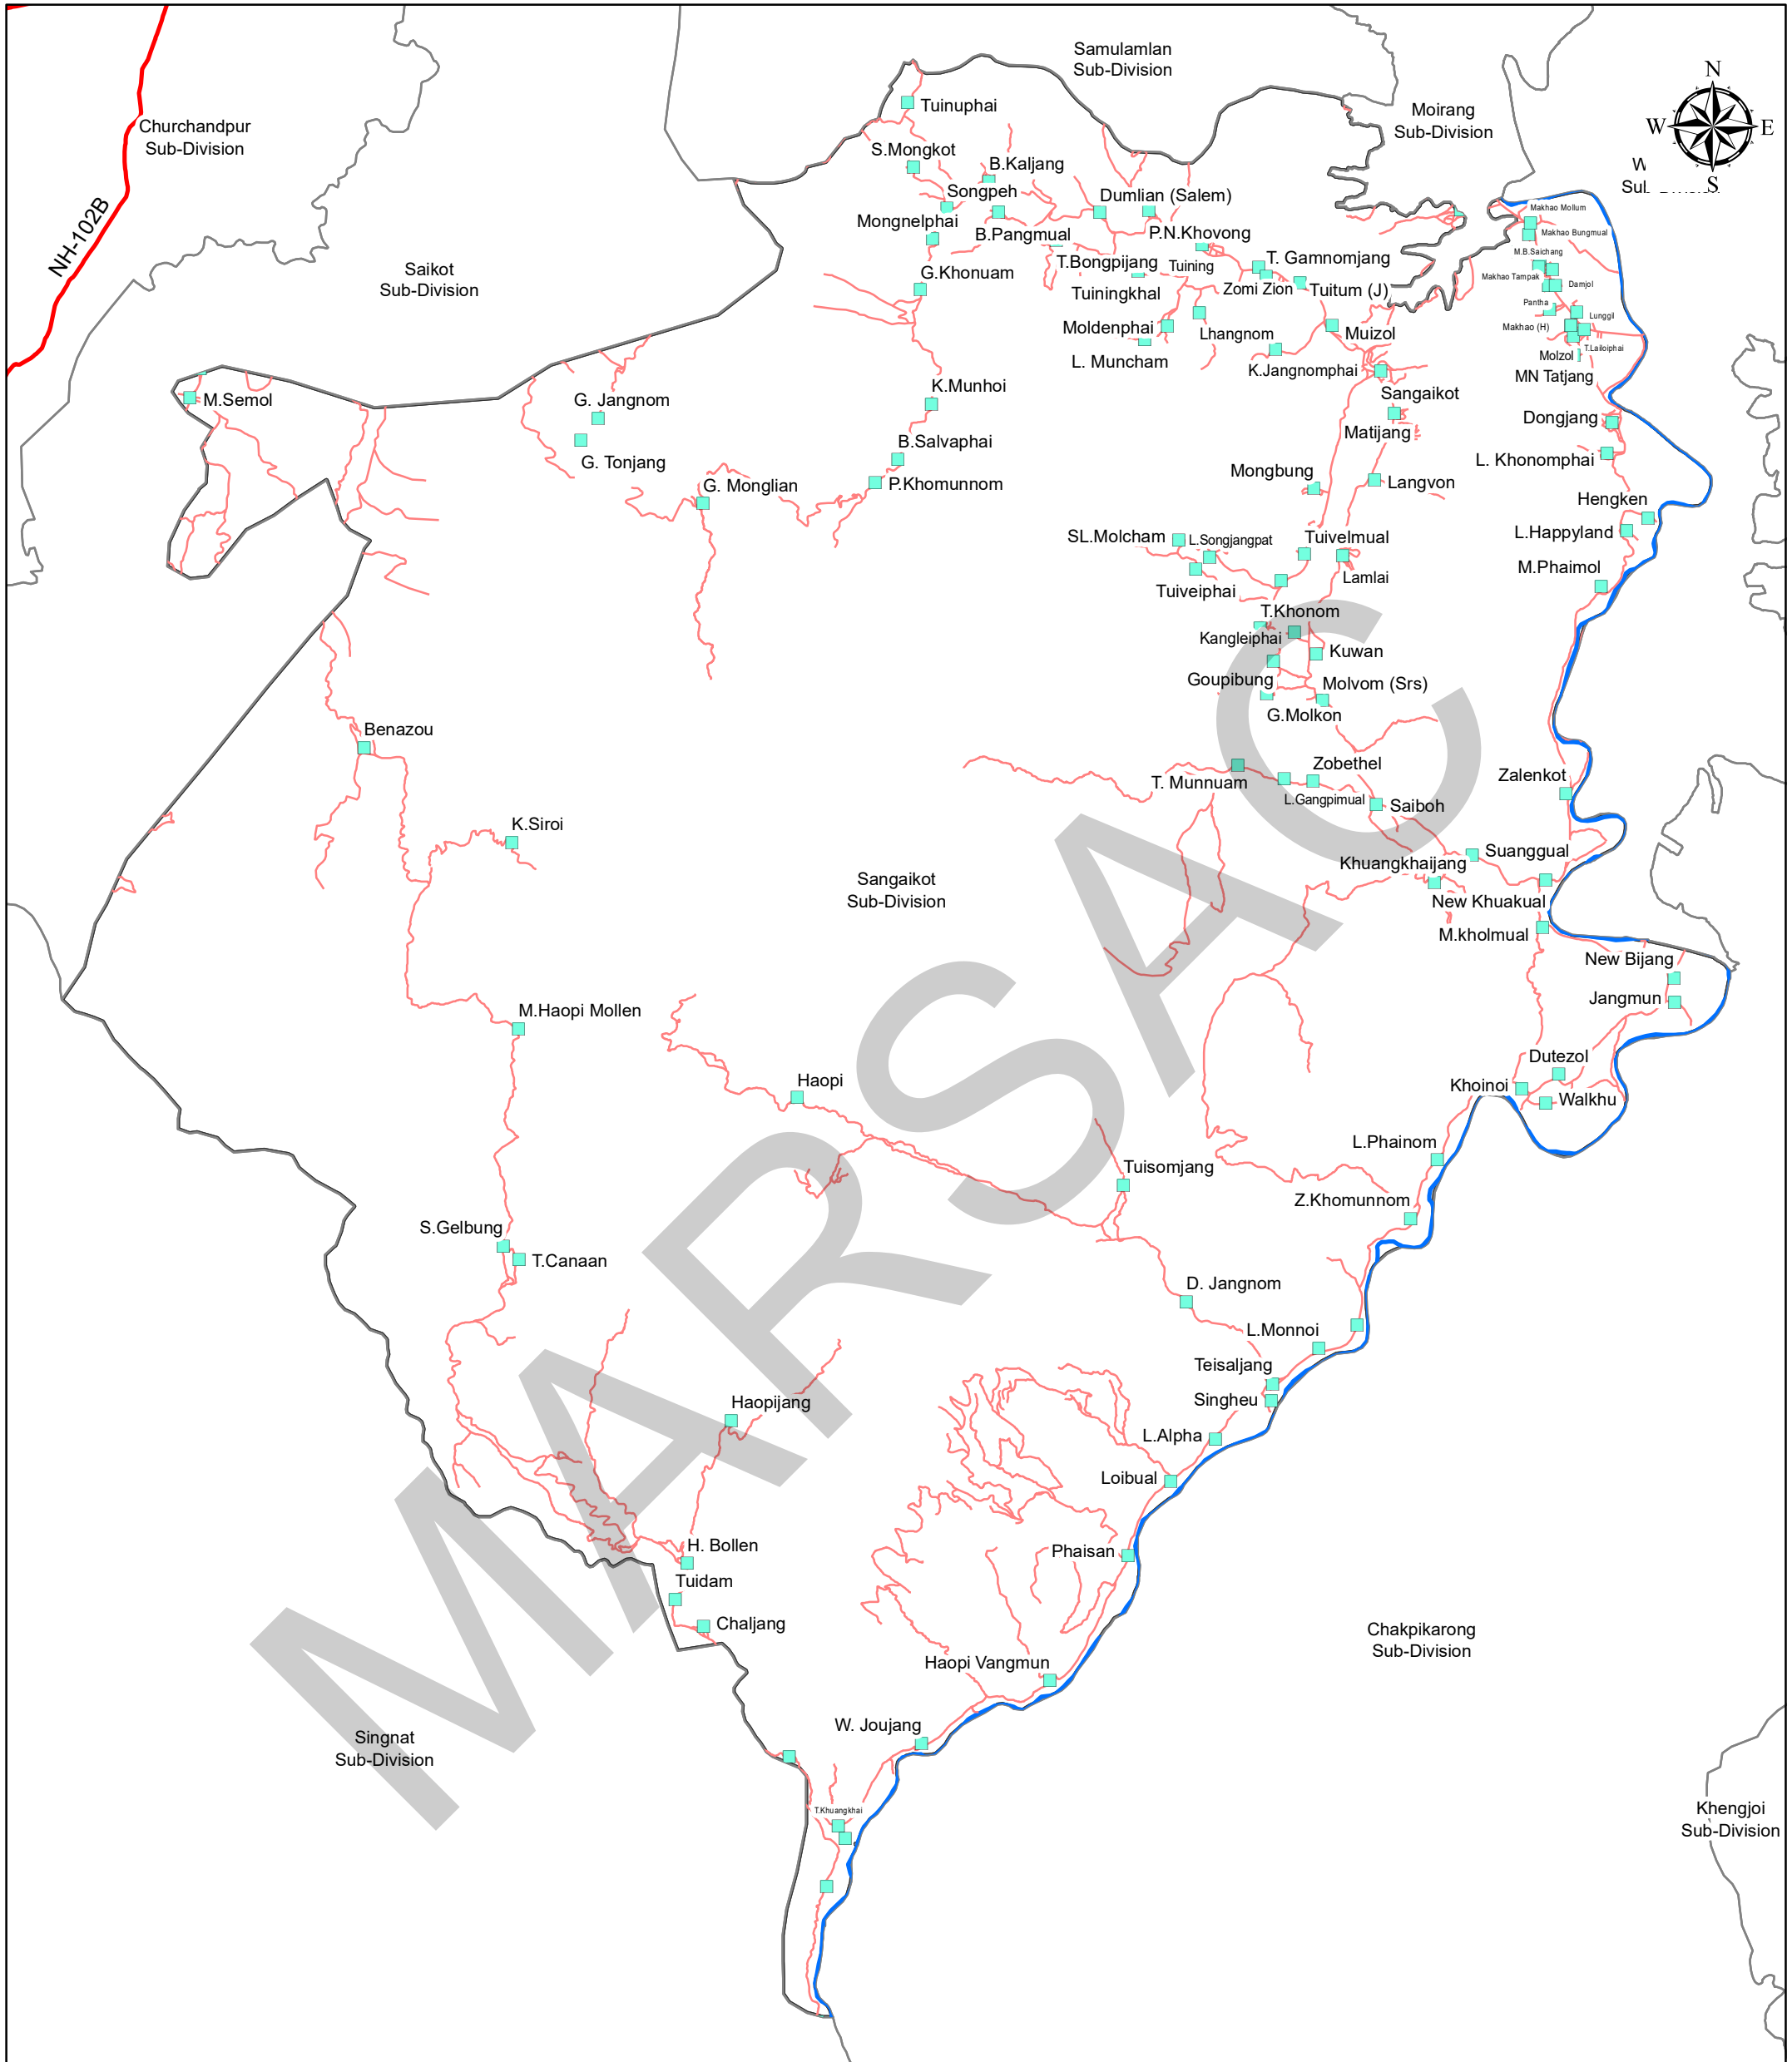 Samulamlan
Sub-Division
N
Moirang
Sub-Division
Churchandpur
Sub-Division
W
E
S
Tuinuphai
S.Mongkot
B.Kaljang
Songpeh
Dumlian (Salem)
Mongnelphai
B.Pangmual
P.N.Khovong
Makhao Mollum
Makhao Bungmual
M.B.Saichang
NH-102B
Saikot
Sub-Division
G.Khonuam
T.Bongpijang
Tuining
T. Gamnomjang
Makhao Tampak
Damjol
Tuiningkhal
Zomi Zion
Tuitum (J)
Pantha
Lunggil
Moldenphai
Lhangnom
Muizol
Makhao (H)
T.Lailoiphai
L. Muncham
K.Jangnomphai
Molzol
MN Tatjang
M.Semol
G. Jangnom
K.Munhoi
Sangaikot
Dongjang
Matijang
B.Salvaphai
G. Tonjang
L. Khonomphai
P.Khomunnom
G. Monglian
Mongbung
Langvon
Hengken
SL.Molcham
L.Songjangpat
Tuivelmual
L.Happyland
M.Phaimol
Lamlai
Tuiveiphai
T.Khonom
Kangleiphai
Kuwan
Goupibung
Molvom (Srs)
G.Molkon
Benazou
Zobethel
T. Munnuam
Zalenkot
L.Gangpimual
Saiboh
K.Siroi
Suanggual
Khuangkhaijang
Sangaikot
Sub-Division
New Khuakual
M.kholmual
New Bijang
Jangmun
M.Haopi Mollen
Dutezol
Haopi
Khoinoi
Walkhu
L.Phainom
Tuisomjang
Z.Khomunnom
S.Gelbung
T.Canaan
D. Jangnom
L.Monnoi
Teisaljang
Singheu
Haopijang
L.Alpha
Loibual
H. Bollen
Phaisan
Tuidam
Chaljang
Chakpikarong
Sub-Division
Haopi Vangmun
W. Joujang
Singnat
Sub-Division
T.Khuangkhai
Khengjoi
Sub-Division
MARSAC